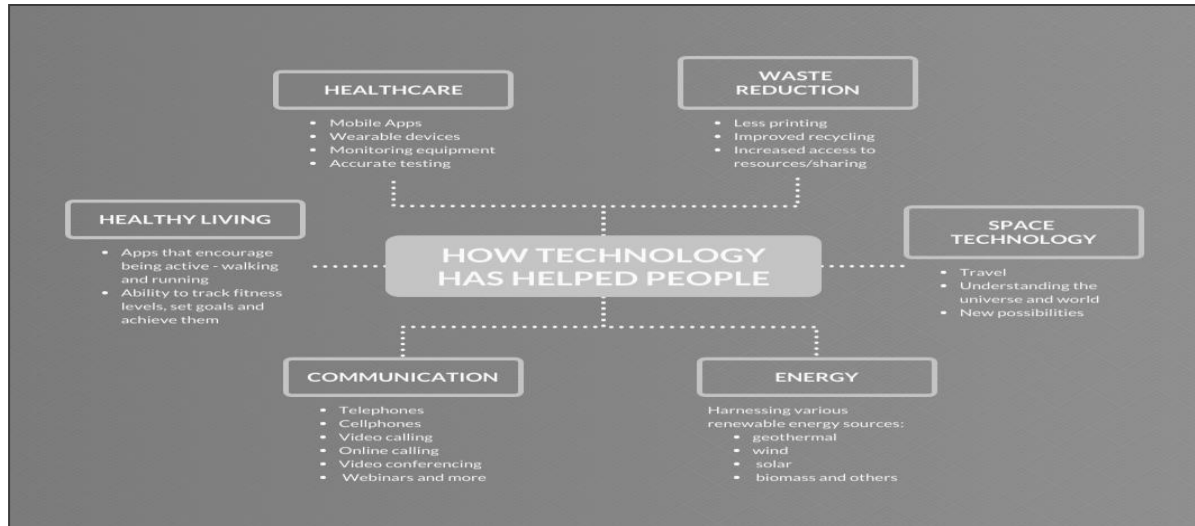 HEALTHCARE
• Mobile Apps
• Wearable devices
• Monitoring equipment
• Accurate testing
WASTE
REDUCTION
• Less printing
• Improved recycling
• Increased access to
resources/sharing
HEALTHY LIVING
• Apps that encourage
being active - walking
and running
• Ability to track fitness
levels, set goals and
achieve them
HOW TECHNOLOGY
HAS HELPED PEOPLE
SPACE
TECHNOLOGY
• Travel
• Understanding the
universe and world
• New possibilities
COMMUNICATION
• Telephones
• Cellphones
• Video calling
• Online calling
• Video conferencing
• Webinars and more
ENERGY
Harnessing various
renewable energy sources:
• geothermal
• wind
• solar
• biomass and others